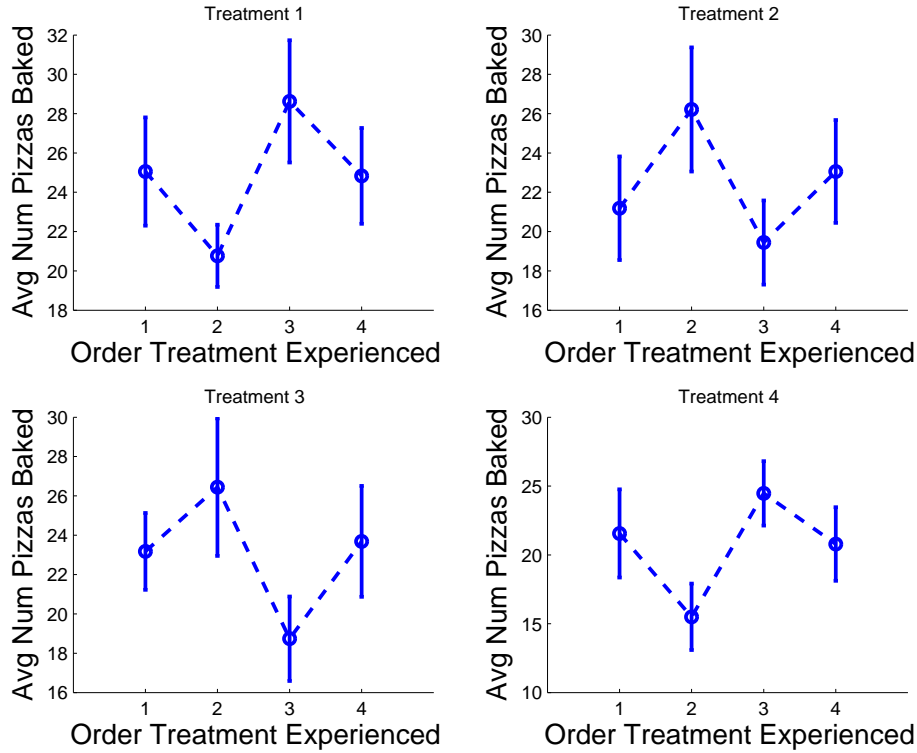 Treatment 1
Avg Num Pizzas Baked
32
30
28
26
24
22
20
18
1 2 3 4
Order Treatment Experienced
Treatment 2
Avg Num Pizzas Baked
30
28
26
24
22
20
18
16
1 2 3 4
Order Treatment Experienced
Treatment 3
Avg Num Pizzas Baked
30
28
26
24
22
20
18
16
1 2 3 4
Order Treatment Experienced
Treatment 4
Avg Num Pizzas Baked
30
25
20
15
10
1 2 3 4
Order Treatment Experienced